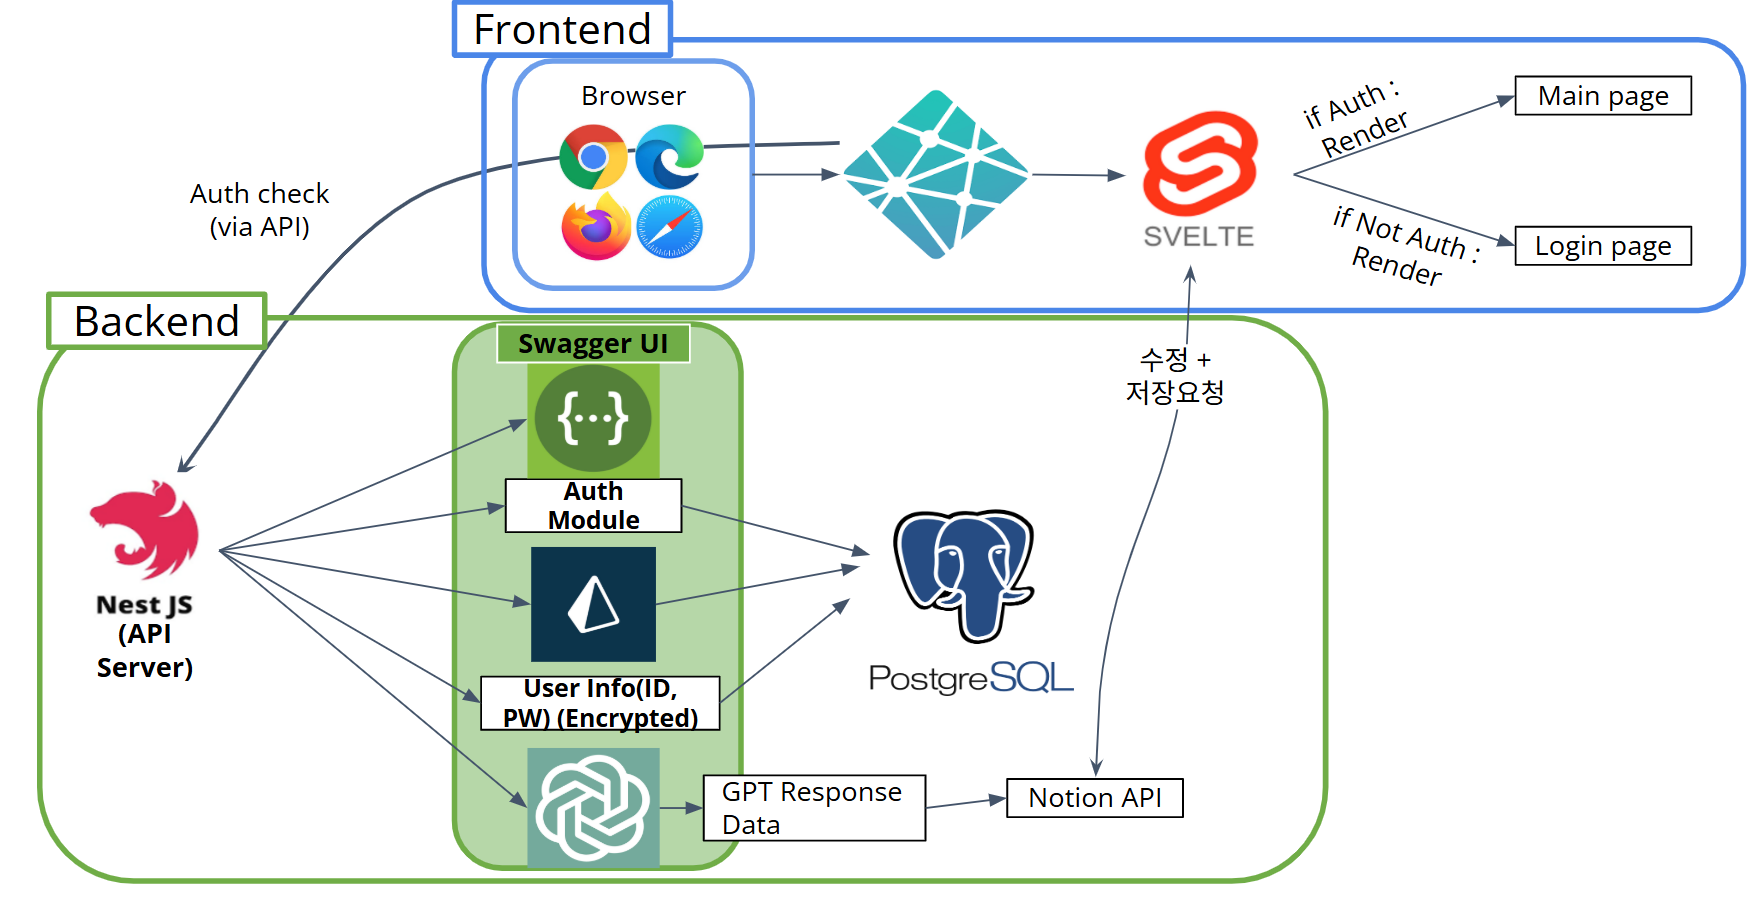 Frontend
Browser
Auth check
(via API)
SVELTE
if Auth :
Render
Main page
if Not Auth :
Render
Login page
Backend
Swagger UI
{···}
수정 +
저장요청
Auth
Module
Nest JS
(API
Server)
PostgreSQL
User Info(ID,
PW) (Encrypted)
GPT Response
Data
Notion API